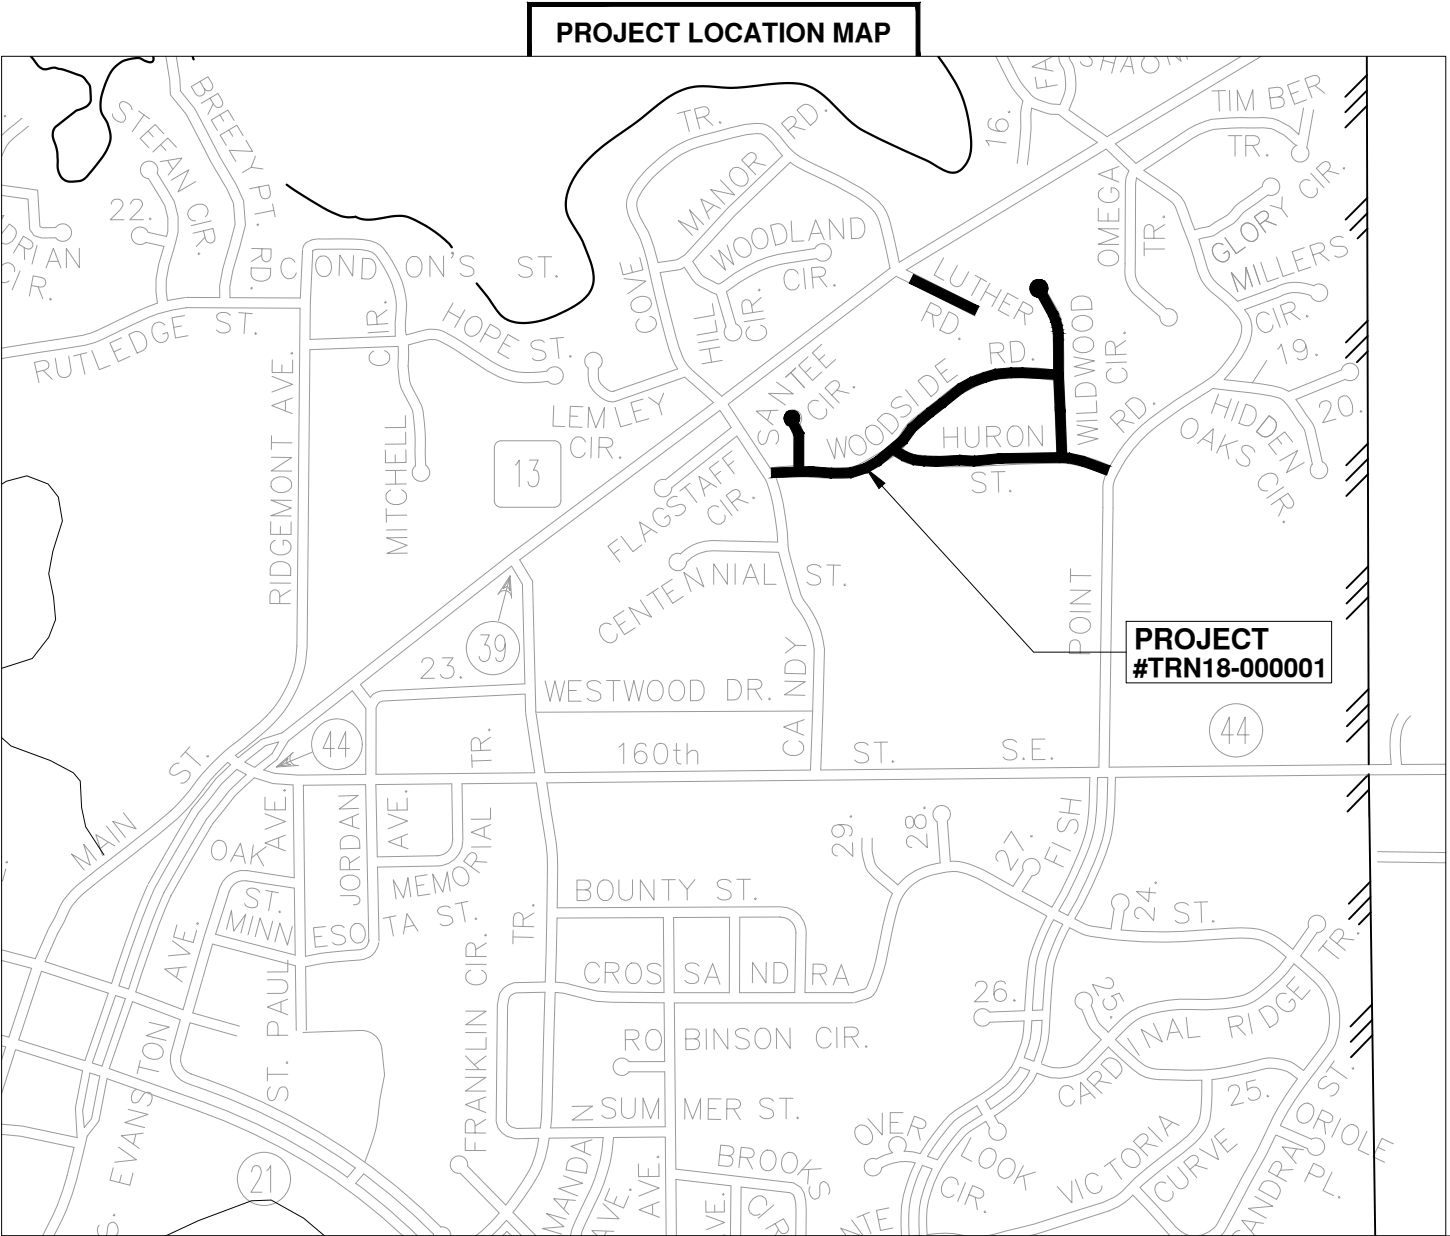 PROJECT LOCATION MAP
BREEZY PT. RD.
STEFAN CIR.
22.
TR.
RD.
MANOR
WOODLAND
CIR.
COVE
HILL
CIR.
16.
TIMBER
TR.
OMEGA
TR.
GLORY CIR.
MILLERS
CIR.
CONDON'S ST.
RUTLEDGE ST.
CIR.
MITCHELL
HOPE ST.
RIDGEMONT AVE.
LEMLEY
CIR.
13
LUTHER
RD.
SANTEE
CIR.
WOODSIDE
RD.
WILDWOOD
CIR.
HURON
ST.
RD.
19.
20.
HIDDEN
OAKS CIR.
FLAGSTAFF
CIR.
CENTENNIAL ST.
POINT
PROJECT
#TRN18-000001
39
23.
WESTWOOD DR.
CANDY
44
44
160th ST. S.E.
TR.
MAIN ST.
AVE.
OAK
ST.
JORDAN
AVE.
MEMORIAL
MINNESOTA ST.
29.
28.
27.
FISH
BOUNTY ST.
24.
ST.
TR.
AVE.
ST. PAUL
FRANKLIN CIR.
TR.
CROSSANDRA
26.
25.
CARDINAL RIDGE
TR.
ROBINSON CIR.
EVANSTON
S.
SUMMER ST.
25.
ST.
ORIOLE
PL.
OVER
LOOK
CIR.
VICTORIA
CURVE
21
MANDAN
AVE.
AVE.
BROOKS
CIR.
VE.